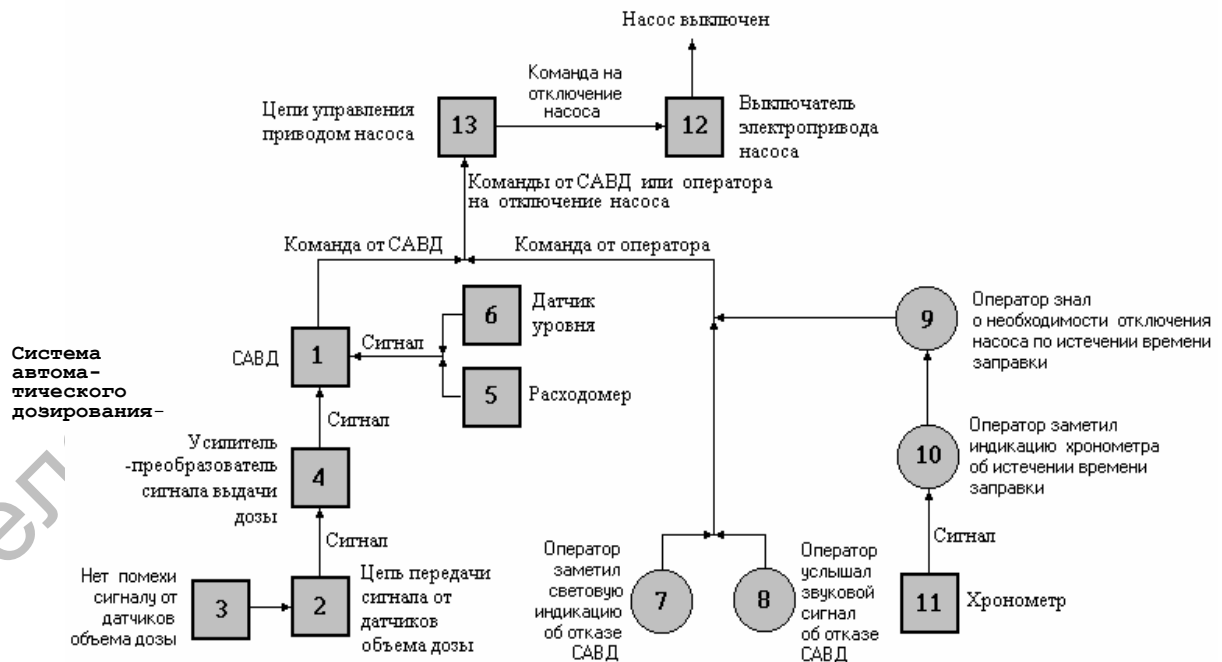 Насос выключен
Команда на
отключение
насоса
Цепи управления
приводом насоса
13
12
Выключатель
электропривода
насоса
Команды от САВД или оператора
на отключение насоса
Команда от САВД
Команда от оператора
6
Датчик
уровня
9
Оператор знал
о необходимости отключения
насоса по истечении времени
заправки
Система
автома-
тического
дозирования-
САВД
1
Сигнал
5
Расходомер
Сигнал
Усилитель
-преобразователь
сигнала выдачи
дозы
4
10
Оператор заметил
индикацию хронометра
об истечении времени
заправки
Сигнал
Сигнал
Нет помехи
сигналу от
датчиков
объема дозы
3
2
Цепь передачи
сигнала от
датчиков
объема дозы
Оператор
заметил
световую
индикацию
об отказе
САВД
7
8
Оператор
услышал
звуковой
сигнал
об отказе
САВД
11
Хронометр